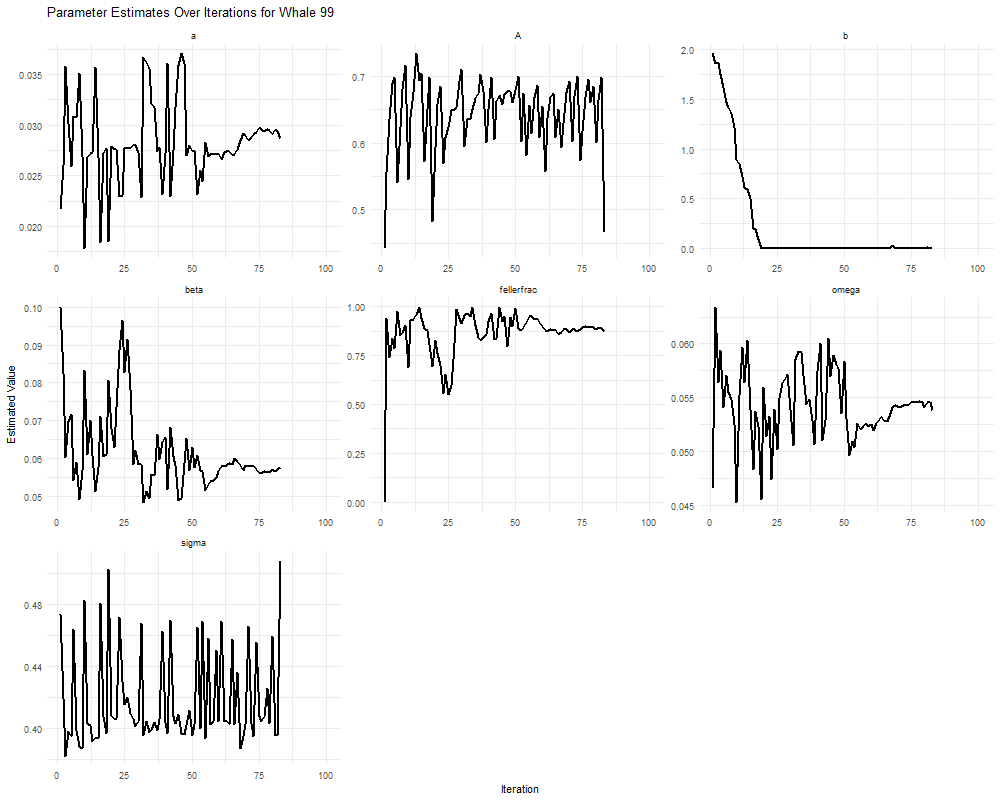 Parameter Estimates Over Iterations for Whale 99
a
A
b
0.035
0.030
0.025
0.020
0.7
0.6
0.5
2.0
1.5
1.0
0.5
0.0
0 25 50 75 100
0 25 50 75 100
0 25 50 75 100
beta
fellerfrac
omega
0.10
0.09
0.08
0.07
0.06
0.05
1.00
0.75
0.50
0.25
0.00
0.060
0.055
0.050
0.045
0 25 50 75 100
0 25 50 75 100
0 25 50 75 100
sigma
0.48
0.44
0.40
0 25 50 75 100
Estimated Value
Iteration